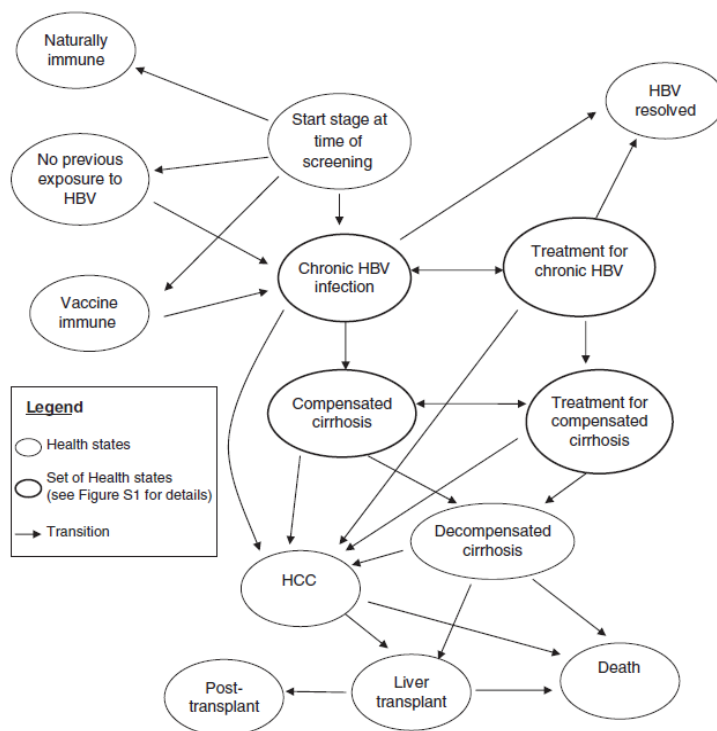 Naturally
immune
HBV
resolved
Start stage at
time of
screening
No previous
exposure to
HBV
Chronic HBV
infection
Treatment for
chronic HBV
Vaccine
immune
Legend
Health states
Set of Health states
(see Figure S1 for details)
Transition
Compensated
cirrhosis
Treatment for
compensated
cirrhosis
Decompensated
cirrhosis
HCC
Death
Liver
transplant
Post-
transplant